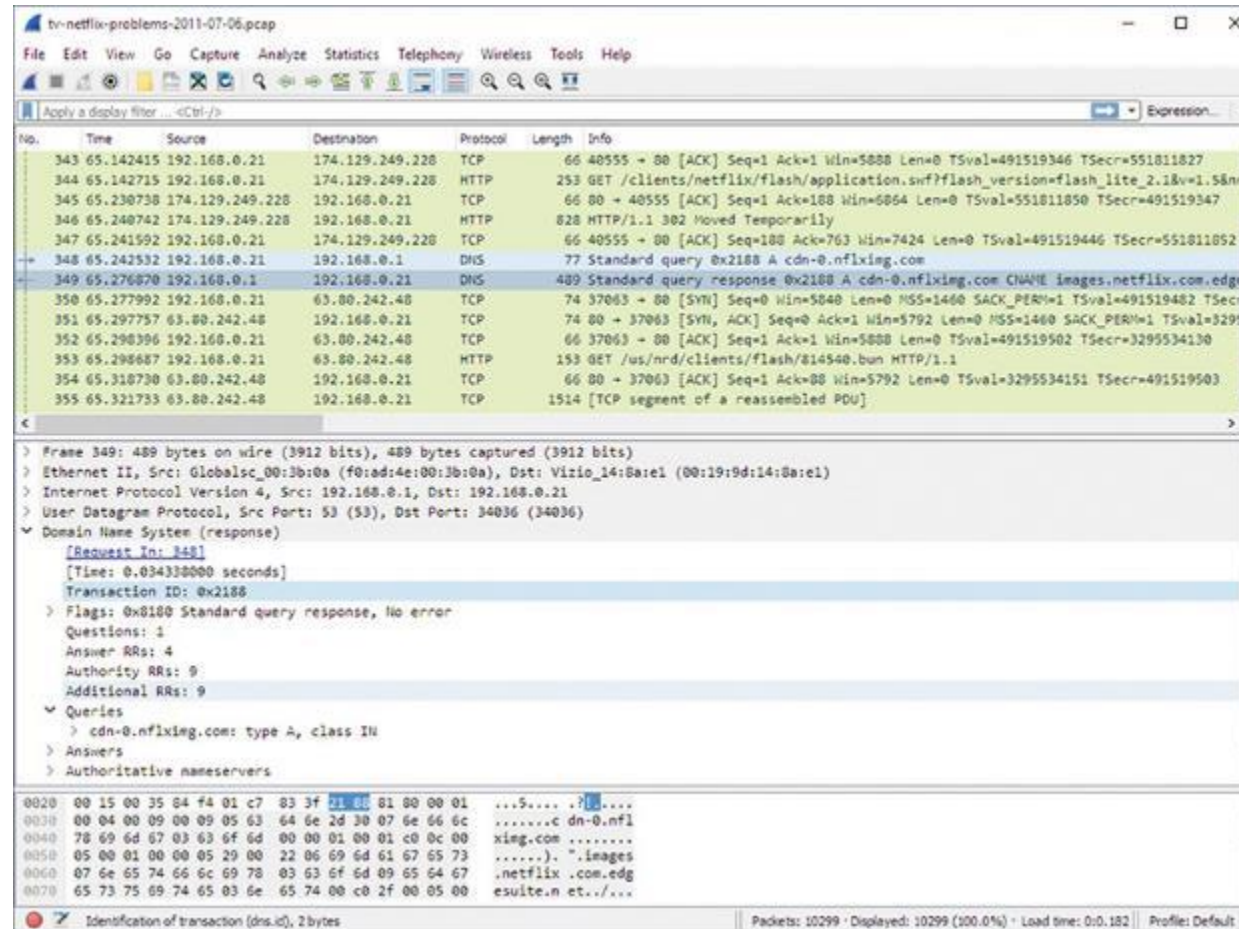 tv-netflix-problems-2011-07-06.pcap
File Edit View Go Capture Analyze Statistics Telephony Wireless Tools Help
Apply a display filter ... <Ctrl-/> Expression...
No. Time Source Destination Protocol Length Info
343 65.142415 192.168.0.21 174.129.249.228 TCP 66 40555 → 80 [ACK] Seq=1 Ack=1 Win=5888 Len=0 TSval=491519346 TSecr=551811827
344 65.142715 192.168.0.21 174.129.249.228 HTTP 253 GET /clients/netflix/flash/application.swf?flash_version=flash_lite_2.1&v=1.5&n
345 65.230738 174.129.249.228 192.168.0.21 TCP 66 80 → 40555 [ACK] Seq=1 Ack=188 Win=6864 Len=0 TSval=551811850 TSecr=491519347
346 65.240742 174.129.249.228 192.168.0.21 HTTP 828 HTTP/1.1 302 Moved Temporarily
347 65.241592 192.168.0.21 174.129.249.228 TCP 66 40555 → 80 [ACK] Seq=188 Ack=763 Win=7424 Len=0 TSval=491519446 TSecr=551811852
348 65.242532 192.168.0.21 192.168.0.1 DNS 77 Standard query 0x2188 A cdn-0.nflximg.com
349 65.276870 192.168.0.1 192.168.0.21 DNS 489 Standard query response 0x2188 A cdn-0.nflximg.com CNAME images.netflix.com.edge
350 65.277992 192.168.0.21 63.80.242.48 TCP 74 37063 → 80 [SYN] Seq=0 Win=5840 Len=0 MSS=1460 SACK_PERM=1 TSval=491519482 TSec
351 65.297757 63.80.242.48 192.168.0.21 TCP 74 80 → 37063 [SYN, ACK] Seq=0 Ack=1 Win=5792 Len=0 MSS=1460 SACK_PERM=1 TSval=3295
352 65.298396 192.168.0.21 63.80.242.48 TCP 66 37063 → 80 [ACK] Seq=1 Ack=1 Win=5888 Len=0 TSval=491519502 TSecr=3295534130
353 65.298687 192.168.0.21 63.80.242.48 HTTP 153 GET /us/nrd/clients/flash/814540.bun HTTP/1.1
354 65.318730 63.80.242.48 192.168.0.21 TCP 66 80 → 37063 [ACK] Seq=1 Ack=88 Win=5792 Len=0 TSval=3295534151 TSecr=491519503
355 65.321733 63.80.242.48 192.168.0.21 TCP 1514 [TCP segment of a reassembled PDU]
Frame 349: 489 bytes on wire (3912 bits), 489 bytes captured (3912 bits)
Ethernet II, Src: Globalsc_00:3b:0a (f0:ad:4e:00:3b:0a), Dst: Vizio_14:8a:e1 (00:19:9d:14:8a:e1)
Internet Protocol Version 4, Src: 192.168.0.1, Dst: 192.168.0.21
User Datagram Protocol, Src Port: 53 (53), Dst Port: 34036 (34036)
Domain Name System (response)
[Request In: 348]
[Time: 0.034338000 seconds]
Transaction ID: 0x2188
Flags: 0x8180 Standard query response, No error
Questions: 1
Answer RRs: 4
Authority RRs: 9
Additional RRs: 9
Queries
cdn-0.nflximg.com: type A, class IN
Answers
Authoritative nameservers
0020 00 15 00 35 84 f4 01 c7 83 3f 21 88 81 80 00 01 ...5.... .?!.....
0030 00 04 00 09 00 09 05 63 64 6e 2d 30 07 6e 66 6c .......c dn-0.nfl
0040 78 69 6d 67 03 63 6f 6d 00 00 01 00 01 c0 0c 00 ximg.com ........
0050 05 00 01 00 00 05 29 00 22 06 69 6d 61 67 65 73 ......). ".images
0060 07 6e 65 74 66 6c 69 78 03 63 6f 6d 09 65 64 67 .netflix .com.edg
0070 65 73 75 69 74 65 03 6e 65 74 00 c0 2f 00 05 00 esuite.n et../...
Identification of transaction (dns.id), 2 bytes Packets: 10299 · Displayed: 10299 (100.0%) · Load time: 0:0.182 Profile: Default